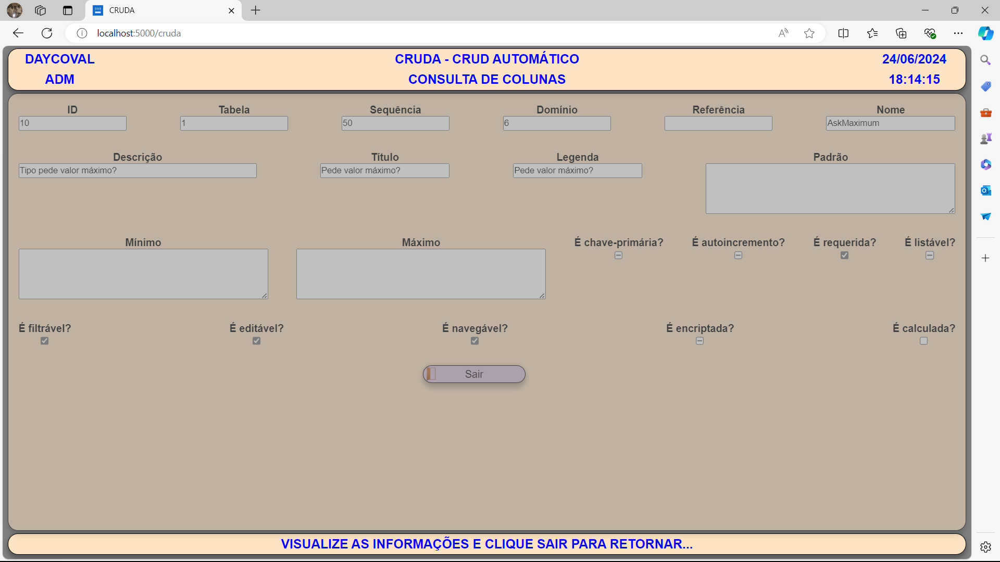 CRUDA
localhost:5000/cruda
DAYCOVAL CRUDA - CRUD AUTOMÁTICO 24/06/2024
ADM CONSULTA DE COLUNAS 18:14:15
ID Tabela Sequência Domínio Referência Nome
10 1 50 6 AskMaximum
Descrição Título Legenda Padrão
Tipo pede valor máximo? Pede valor máximo? Pede valor máximo?
Mínimo Máximo É chave-primária? É autoincremento? É requerida? É listável?
É filtrável? É editável? É navegável? É encriptada? É calculada?
Sair
VISUALIZE AS INFORMAÇÕES E CLIQUE SAIR PARA RETORNAR...